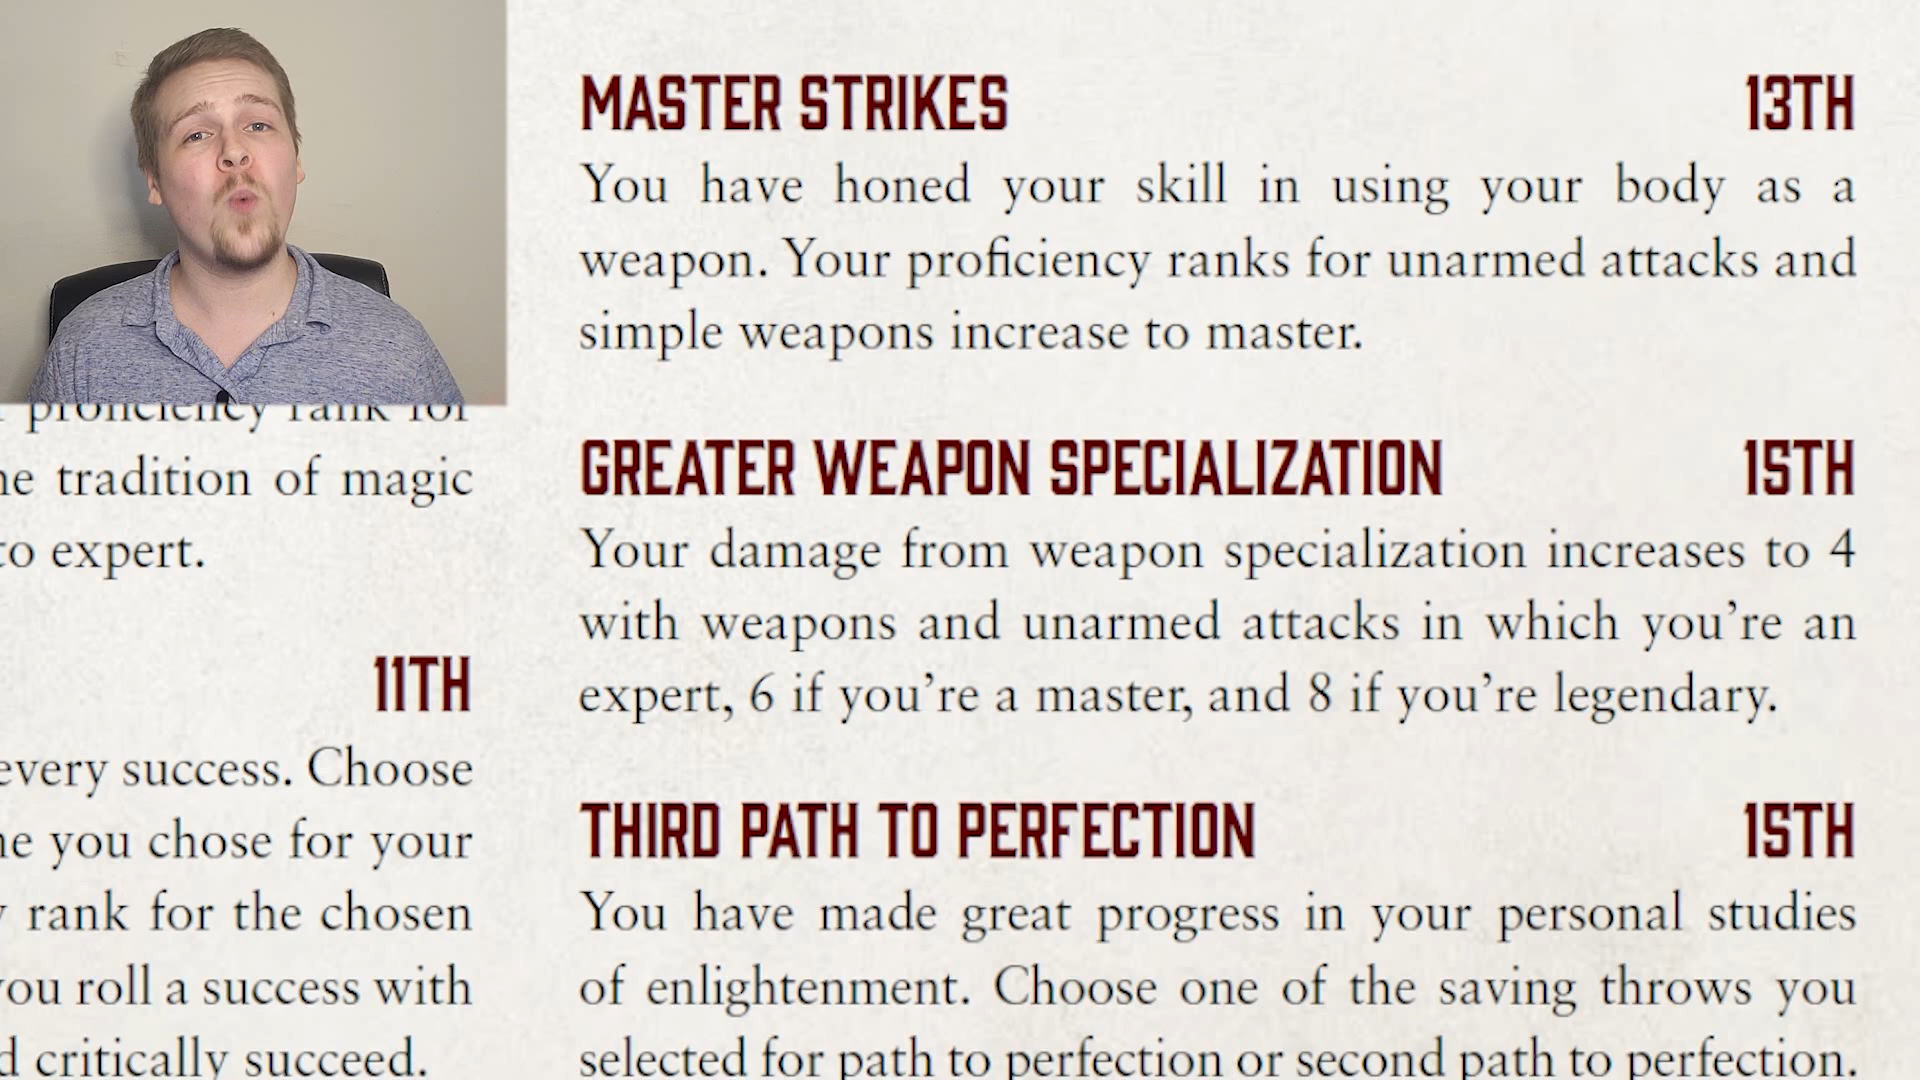 proficiency rank for
tradition of magic
to expert.
11TH
every success. Choose
you chose for your
rank for the chosen
you roll a success with
critically succeed.
MASTER STRIKES 13TH
You have honed your skill in using your body as a
weapon. Your proficiency ranks for unarmed attacks and
simple weapons increase to master.
GREATER WEAPON SPECIALIZATION 15TH
Your damage from weapon specialization increases to 4
with weapons and unarmed attacks in which you're an
expert, 6 if you're a master, and 8 if you're legendary.
THIRD PATH TO PERFECTION 15TH
You have made great progress in your personal studies
of enlightenment. Choose one of the saving throws you
selected for path to perfection or second path to perfection.